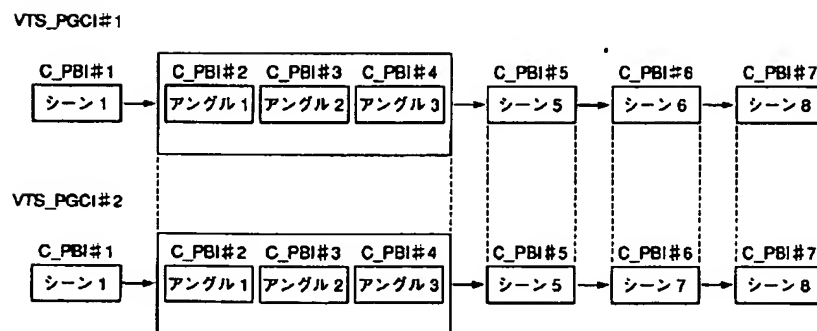 VTS_PGCI#1
C_PBI#1 C_PBI#2 C_PBI#3 C_PBI#4 C_PBI#5 C_PBI#6 C_PBI#7
シーン1 アングル1 アングル2 アングル3 シーン5 シーン6 シーン8
VTS_PGCI#2
C_PBI#1 C_PBI#2 C_PBI#3 C_PBI#4 C_PBI#5 C_PBI#6 C_PBI#7
シーン1 アングル1 アングル2 アングル3 シーン5 シーン7 シーン8